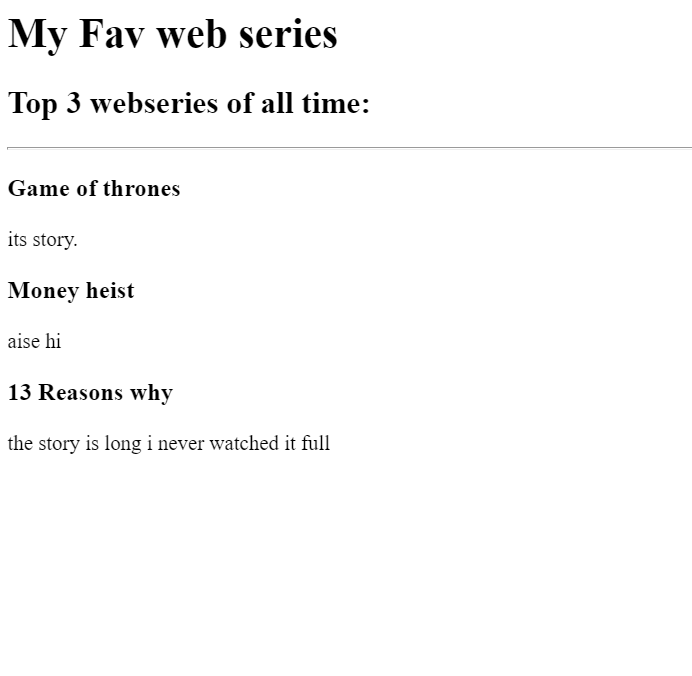 My Fav web series
Top 3 webseries of all time:
Game of thrones
its story.
Money heist
aise hi
13 Reasons why
the story is long i never watched it full